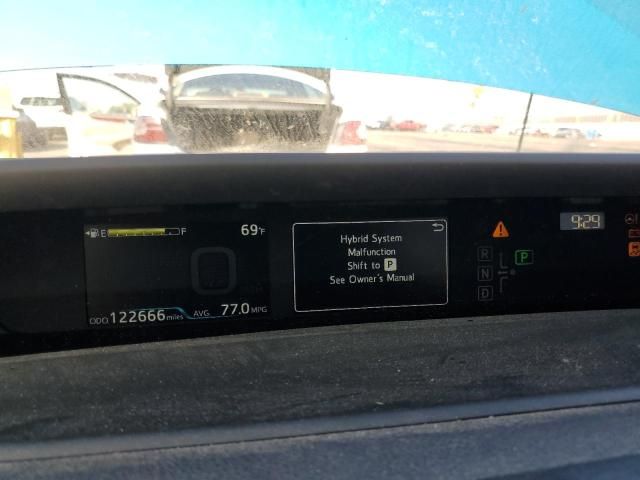 E F 69°F
ODO 122666 miles AVG. 77.0 MPG
Hybrid System
Malfunction
Shift to P
See Owner's Manual
R
N
D
P
9:29